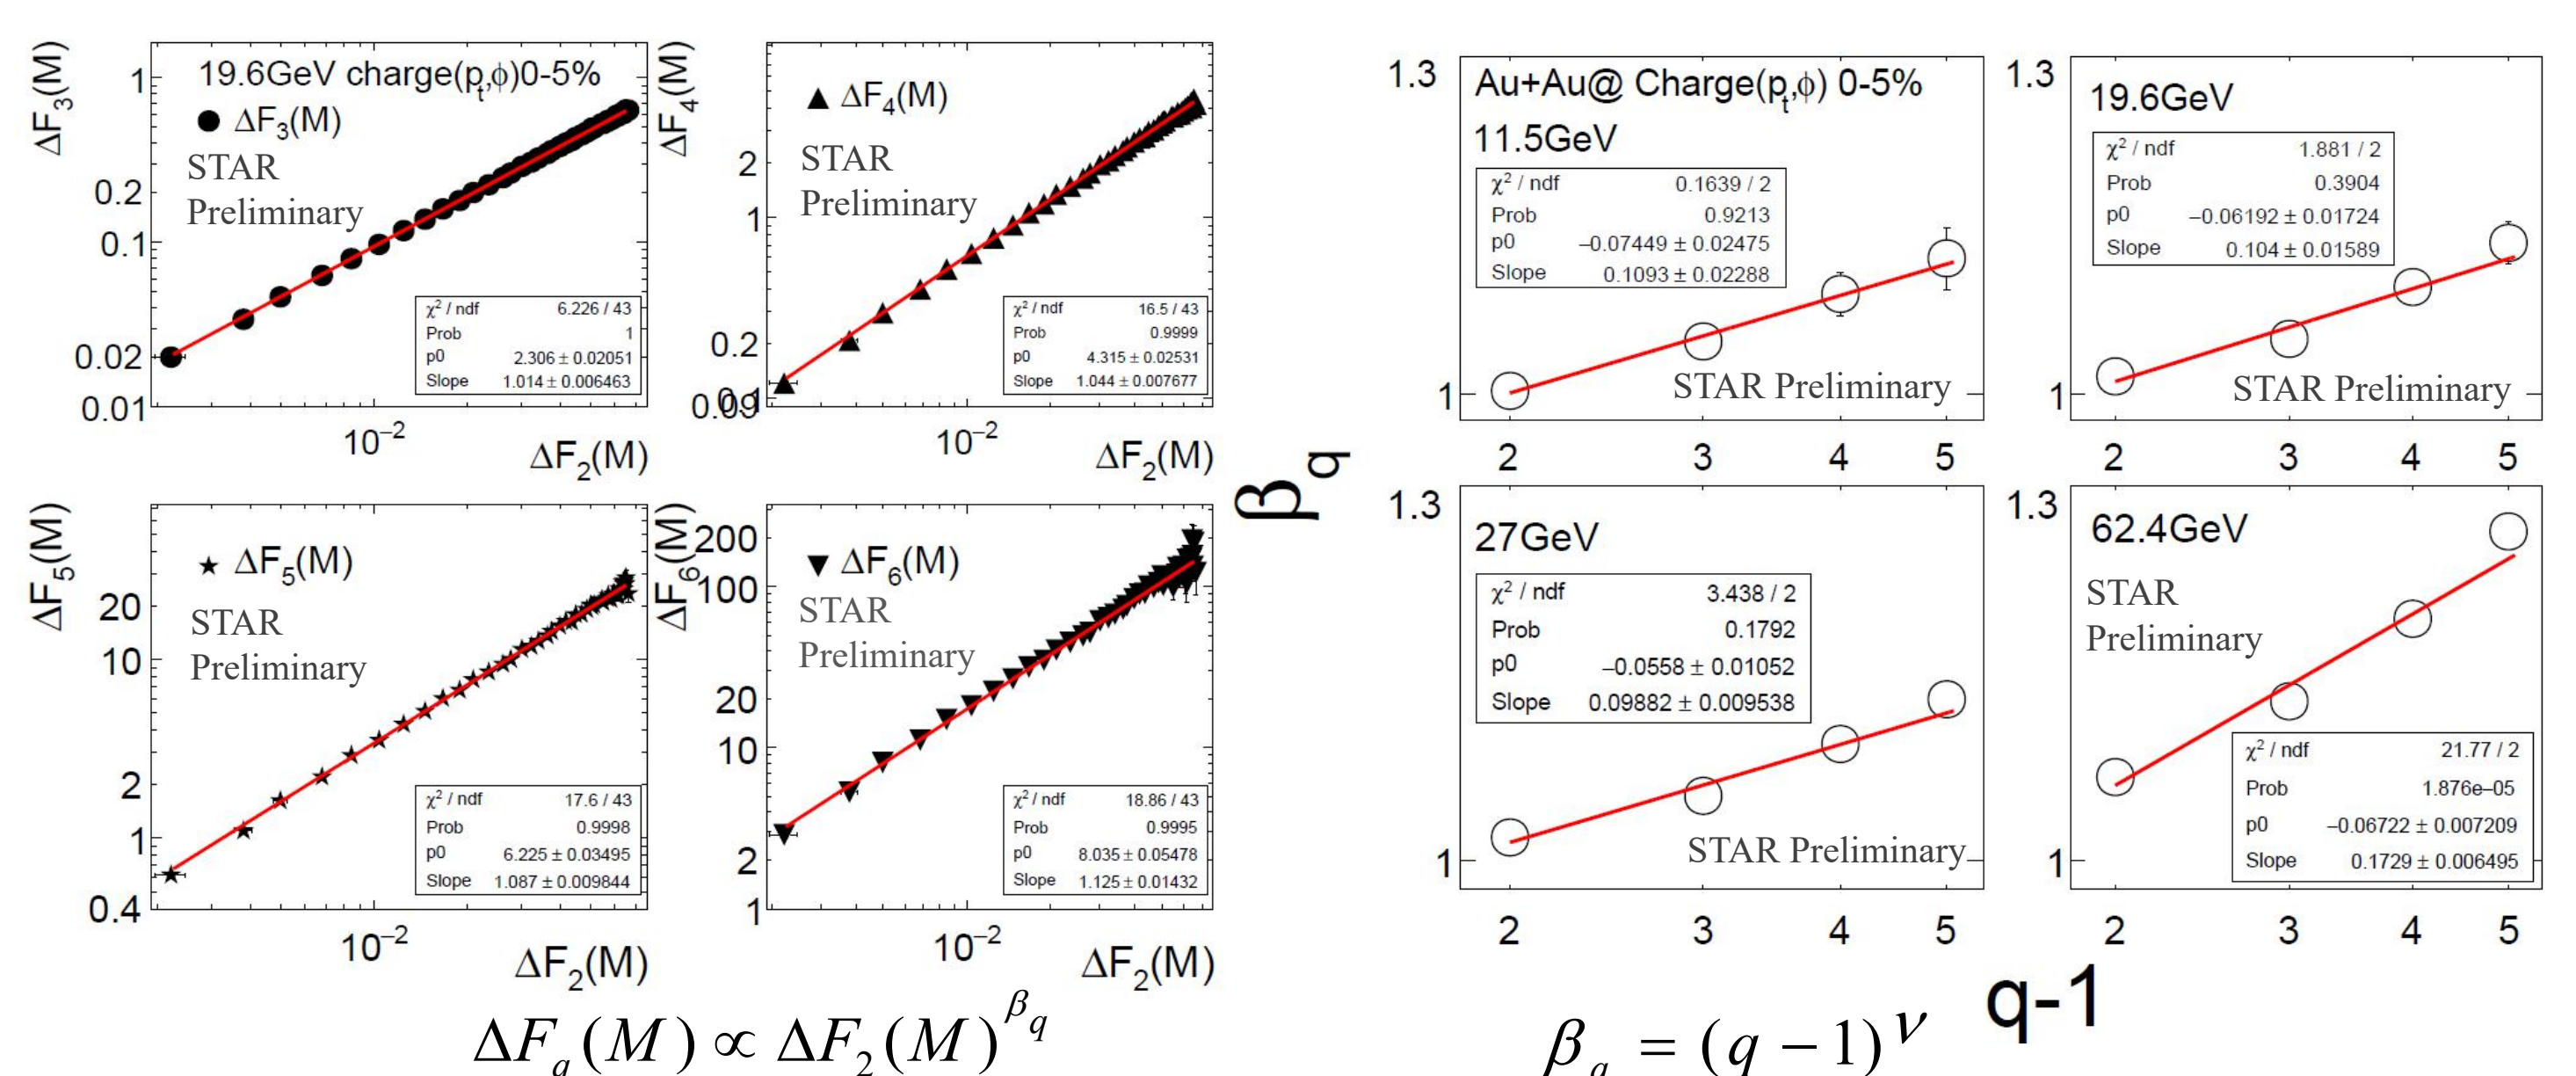 19.6GeV charge(pt,ϕ)0-5%
ΔF3(M)
ΔF3(M)
STAR
Preliminary
1
0.2
0.1
0.02
0.01
10−2
ΔF2(M)
χ2 / ndf 6.226 / 43
Prob 1
p0 2.306 ± 0.02051
Slope 1.014 ± 0.006463
ΔF4(M)
ΔF4(M)
STAR
Preliminary
2
1
0.2
0.1
0.09
10−2
ΔF2(M)
χ2 / ndf 16.5 / 43
Prob 0.9999
p0 4.315 ± 0.02531
Slope 1.044 ± 0.007677
ΔF5(M)
ΔF5(M)
STAR
Preliminary
20
10
2
1
0.4
10−2
ΔF2(M)
χ2 / ndf 17.6 / 43
Prob 0.9998
p0 6.225 ± 0.03495
Slope 1.087 ± 0.009844
ΔF6(M)
ΔF6(M)
STAR
Preliminary
200
100
20
10
2
1
10−2
ΔF2(M)
χ2 / ndf 18.86 / 43
Prob 0.9995
p0 8.035 ± 0.05478
Slope 1.125 ± 0.01432
ΔFq(M) ∝ ΔF2(M)^βq
βq
1.3
Au+Au@ Charge(pt,ϕ) 0-5%
11.5GeV
χ2 / ndf 0.1639 / 2
Prob 0.9213
p0 −0.07449 ± 0.02475
Slope 0.1093 ± 0.02288
STAR Preliminary
1
2 3 4 5
1.3
19.6GeV
χ2 / ndf 1.881 / 2
Prob 0.3904
p0 −0.06192 ± 0.01724
Slope 0.104 ± 0.01589
STAR Preliminary
1
2 3 4 5
1.3
27GeV
χ2 / ndf 3.438 / 2
Prob 0.1792
p0 −0.0558 ± 0.01052
Slope 0.09882 ± 0.009538
STAR Preliminary
1
2 3 4 5
1.3
62.4GeV
STAR
Preliminary
χ2 / ndf 21.77 / 2
Prob 1.876e−05
p0 −0.06722 ± 0.007209
Slope 0.1729 ± 0.006495
1
2 3 4 5
q-1
βq = (q − 1)^ν